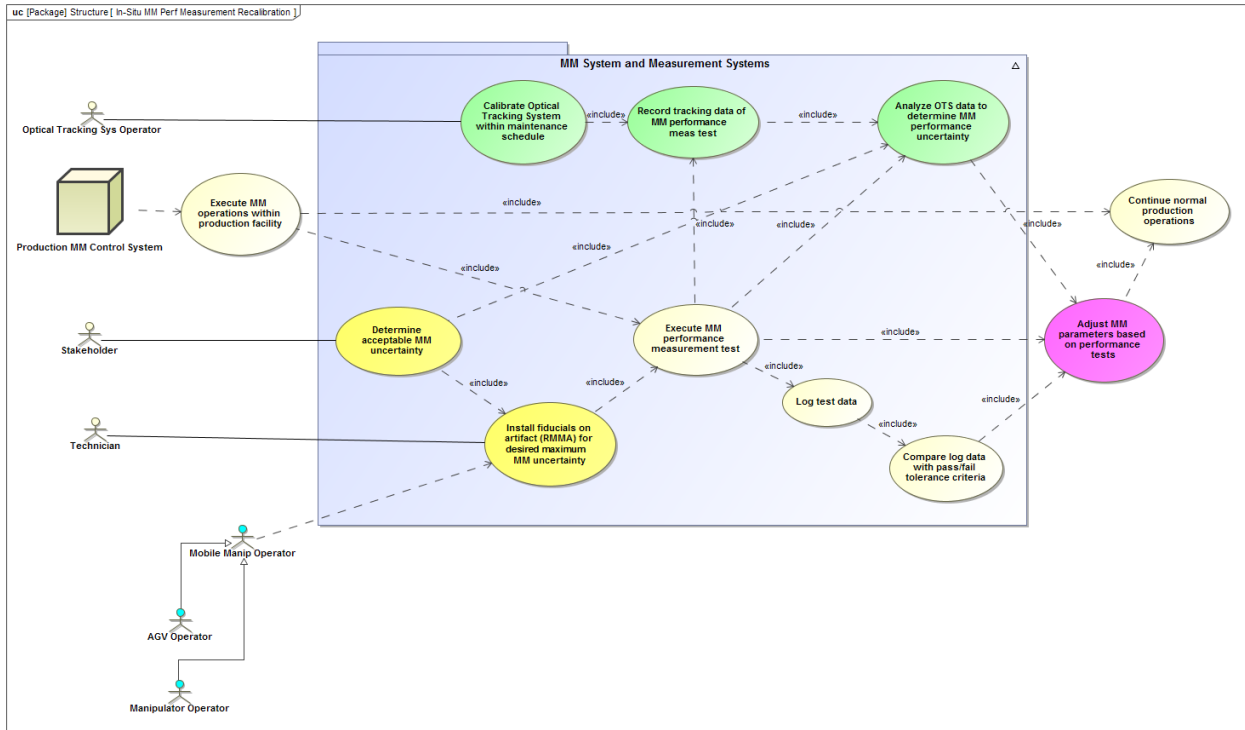 uc [Package] Structure [ In-Situ MM Perf Measurement Recalibration ]
MM System and Measurement Systems
Optical Tracking Sys Operator
Calibrate Optical
Tracking System
within maintenance
schedule
«include»
Record tracking data of
MM performance
meas test
«include»
Analyze OTS data to
determine MM
performance
uncertainty
Production MM Control System
Execute MM
operations within
production facility
«include»
Continue normal
production
operations
«include»
«include»
«include»
«include»
«include»
«include»
Stakeholder
Determine
acceptable MM
uncertainty
Execute MM
performance
measurement test
«include»
Adjust MM
parameters based
on performance
tests
«include»
«include»
«include»
Log test data
«include»
«include»
Technician
Install fiducials on
artifact (RMMA) for
desired maximum
MM uncertainty
Compare log data
with pass/fail
tolerance criteria
Mobile Manip Operator
AGV Operator
Manipulator Operator